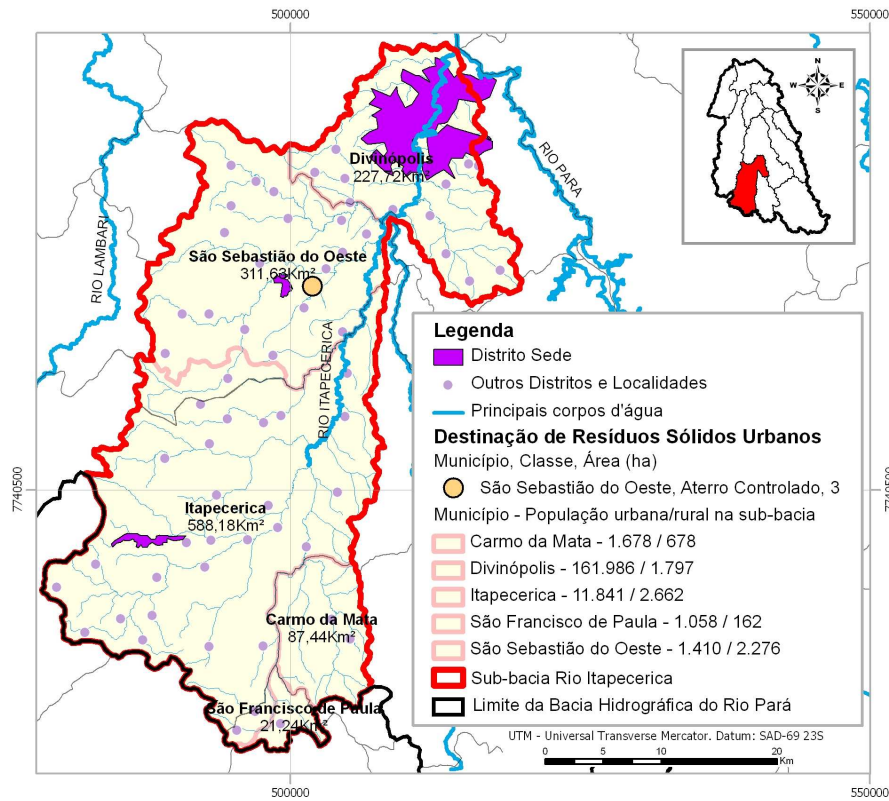 500000
550000
N
W
E
S
RIO PARA
RIO LAMBARI
Divinópolis
227,72Km²
São Sebastião do Oeste
311,63Km²
RIO ITAPECERICA
7740500
7740500
Itapecerica
588,18Km²
Carmo da Mata
87,44Km²
São Francisco de Paula
21,24Km²
Legenda
Distrito Sede
Outros Distritos e Localidades
Principais corpos d'água
Destinação de Resíduos Sólidos Urbanos
Município, Classe, Área (ha)
São Sebastião do Oeste, Aterro Controlado, 3
Município - População urbana/rural na sub-bacia
Carmo da Mata - 1.678 / 678
Divinópolis - 161.986 / 1.797
Itapecerica - 11.841 / 2.662
São Francisco de Paula - 1.058 / 162
São Sebastião do Oeste - 1.410 / 2.276
Sub-bacia Rio Itapecerica
Limite da Bacia Hidrográfica do Rio Pará
UTM - Universal Transverse Mercator. Datum: SAD-69 23S
0 5 10 20
Km
500000
550000